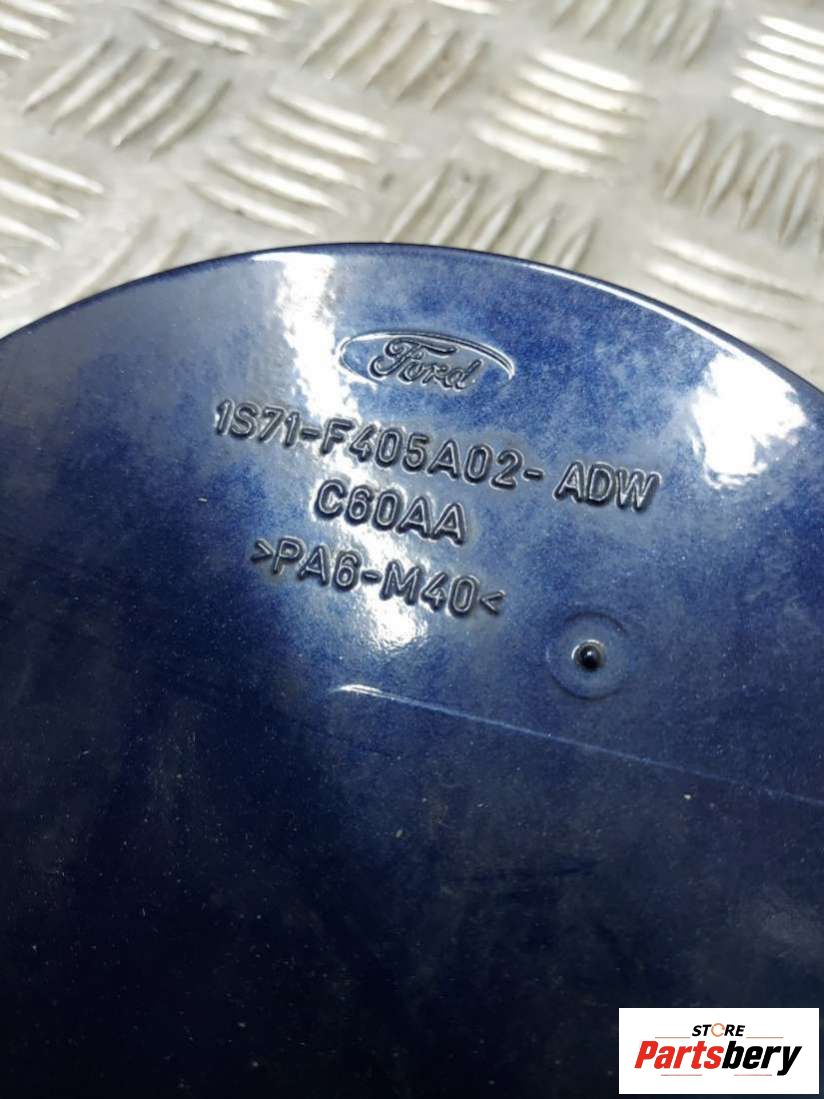 Ford
1S71-F405A02-ADW
C60AA
>PA6-M40<
STORE
Partsbery